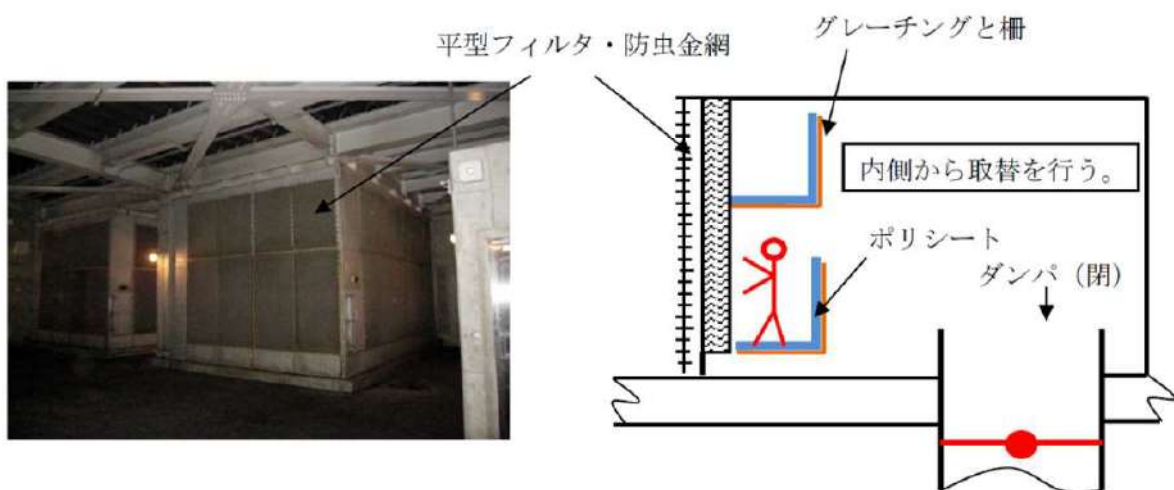 平型フィルタ・防虫金網
グレーチングと柵
内側から取替を行う。
ポリシート
ダンパ（閉）